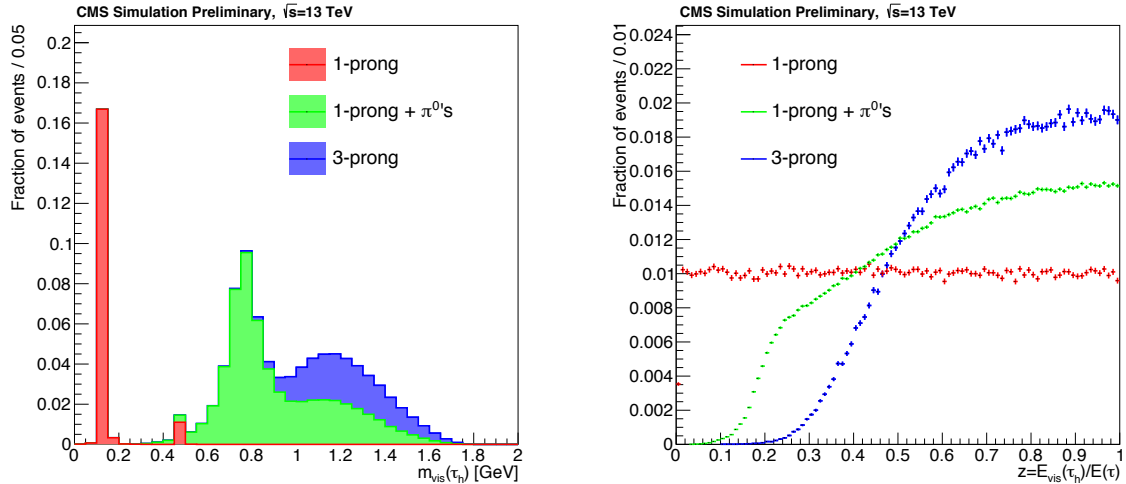 CMS Simulation Preliminary, √s=13 TeV
Fraction of events / 0.05
0.2
0.18
0.16
0.14
0.12
0.1
0.08
0.06
0.04
0.02
0
1-prong
1-prong + π⁰'s
3-prong
0 0.2 0.4 0.6 0.8 1 1.2 1.4 1.6 1.8 2
m_vis(τ_h) [GeV]
CMS Simulation Preliminary, √s=13 TeV
Fraction of events / 0.01
0.024
0.022
0.02
0.018
0.016
0.014
0.012
0.01
0.008
0.006
0.004
0.002
0
1-prong
1-prong + π⁰'s
3-prong
0 0.1 0.2 0.3 0.4 0.5 0.6 0.7 0.8 0.9 1
z=E_vis(τ_h)/E(τ)